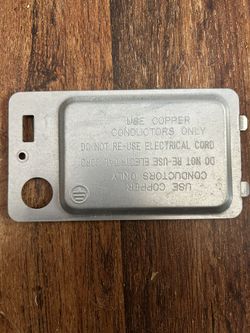 USE COPPER
CONDUCTORS ONLY
DO NOT RE-USE ELECTRICAL CORD
DO NOT RE-USE ELECTRICAL CORD
USE COPPER
CONDUCTORS ONLY